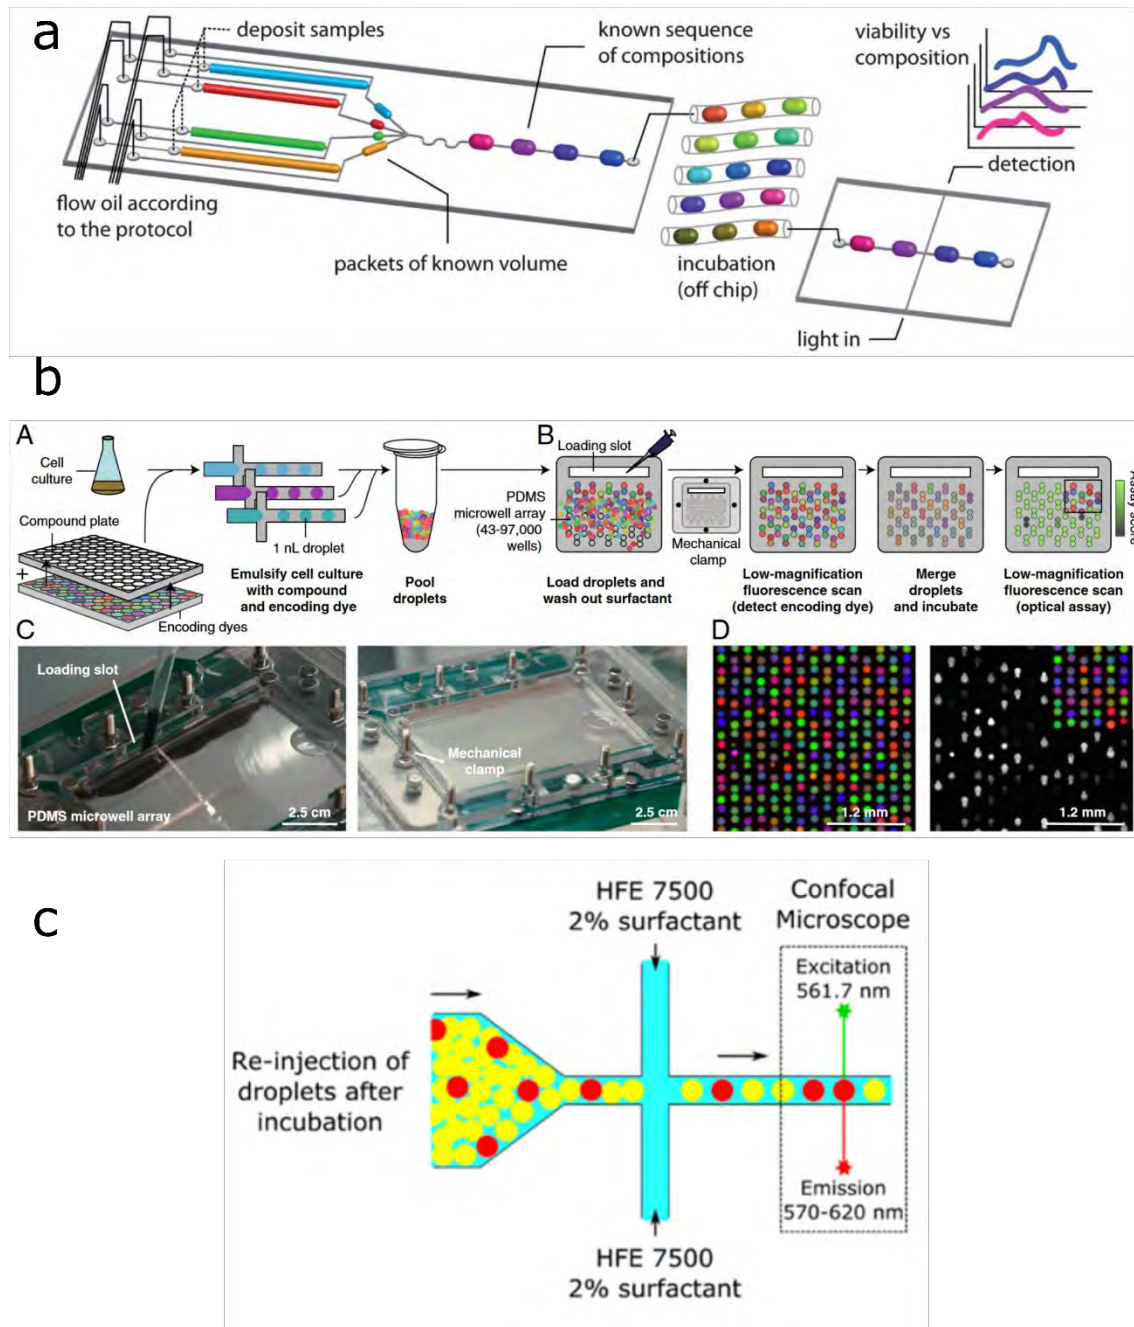 a
deposit samples
known sequence
of compositions
viability vs
composition
detection
flow oil according
to the protocol
packets of known volume
incubation
(off chip)
light in
b
A
Cell
culture
Compound plate
+
Encoding dyes
1 nL droplet
Emulsify cell culture
with compound
and encoding dye
Pool
droplets
B
Loading slot
PDMS
microwell array
(43-97,000
wells)
Mechanical
clamp
Load droplets and
wash out surfactant
Low-magnification
fluorescence scan
(detect encoding dye)
Merge
droplets
and incubate
Low-magnification
fluorescence scan
(optical assay)
Assay score
C
Loading slot
PDMS microwell array
2.5 cm
Mechanical
clamp
2.5 cm
D
1.2 mm
1.2 mm
c
HFE 7500
2% surfactant
Confocal
Microscope
Excitation
561.7 nm
Re-injection of
droplets after
incubation
Emission
570-620 nm
HFE 7500
2% surfactant